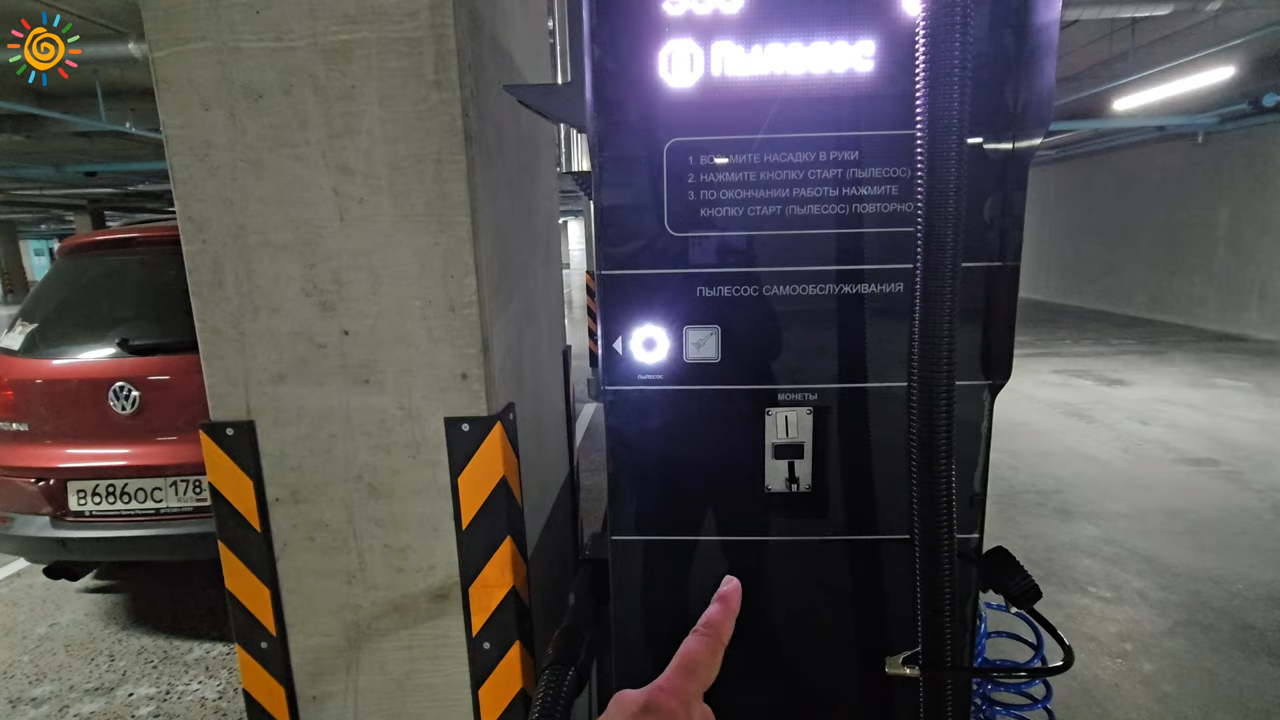 Пылесос
1. ВОЗЬМИТЕ НАСАДКУ В РУКИ
2. НАЖМИТЕ КНОПКУ СТАРТ (ПЫЛЕСОС)
3. ПО ОКОНЧАНИИ РАБОТЫ НАЖМИТЕ
КНОПКУ СТАРТ (ПЫЛЕСОС) ПОВТОРНО
ПЫЛЕСОС САМООБСЛУЖИВАНИЯ
ПЫЛЕСОС
МОНЕТЫ
В686ОС 178
RUS